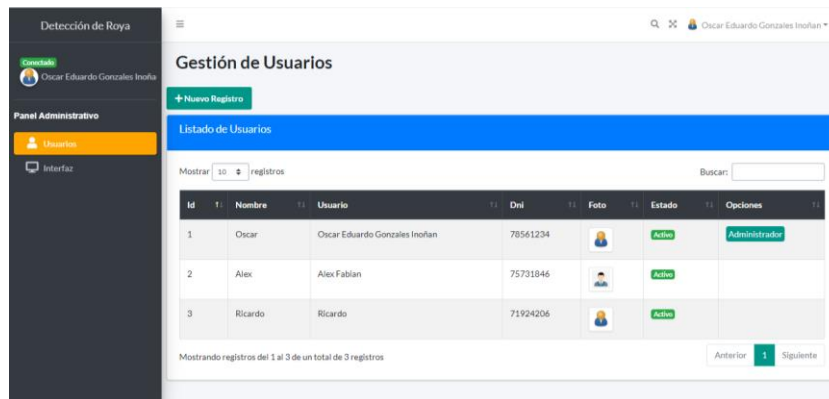 Detección de Roya
Oscar Eduardo Gonzales Inoñan
Conectado
Oscar Eduardo Gonzales Inoña
Panel Administrativo
Usuarios
Interfaz
Gestión de Usuarios
+ Nuevo Registro
Listado de Usuarios
Mostrar 10 registros Buscar:
Id Nombre Usuario Dni Foto Estado Opciones
1 Oscar Oscar Eduardo Gonzales Inoñan 78561234 Activo Administrador
2 Alex Alex Fabian 75731846 Activo
3 Ricardo Ricardo 71924206 Activo
Mostrando registros del 1 al 3 de un total de 3 registros
Anterior 1 Siguiente